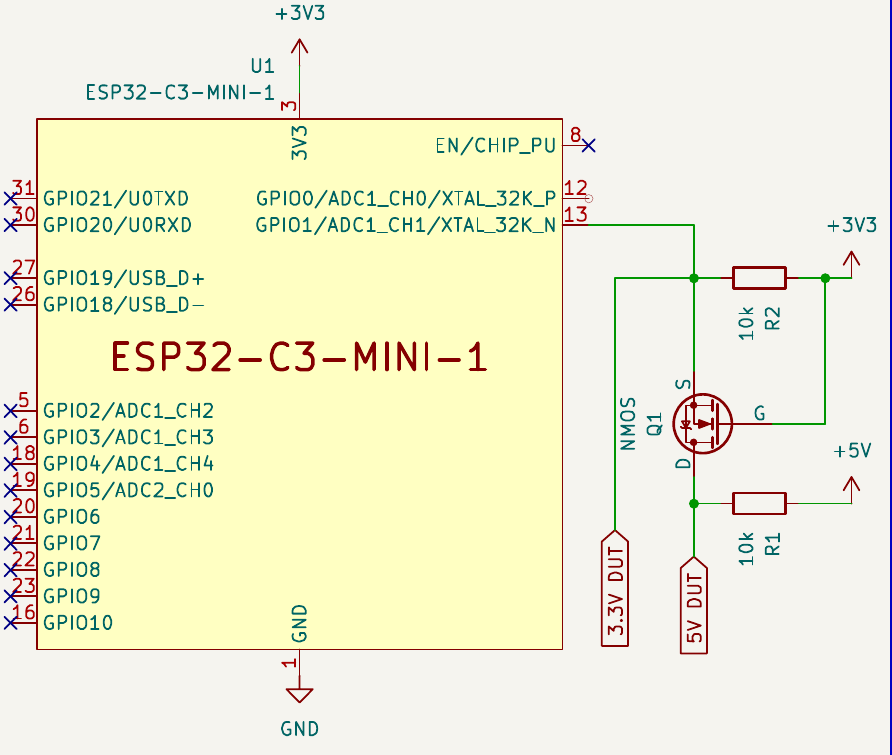 +3V3
U1
ESP32-C3-MINI-1
3
3V3
EN/CHIP_PU
8
31
GPIO21/U0TXD
GPIO0/ADC1_CH0/XTAL_32K_P
12
30
GPIO20/U0RXD
GPIO1/ADC1_CH1/XTAL_32K_N
13
+3V3
27
GPIO19/USB_D+
26
GPIO18/USB_D-
10k
R2
ESP32-C3-MINI-1
S
5
GPIO2/ADC1_CH2
NMOS
Q1
G
6
GPIO3/ADC1_CH3
18
GPIO4/ADC1_CH4
D
+5V
19
GPIO5/ADC2_CH0
20
GPIO6
21
GPIO7
10k
R1
22
GPIO8
23
GPIO9
3.3V DUT
5V DUT
16
GPIO10
GND
1
GND